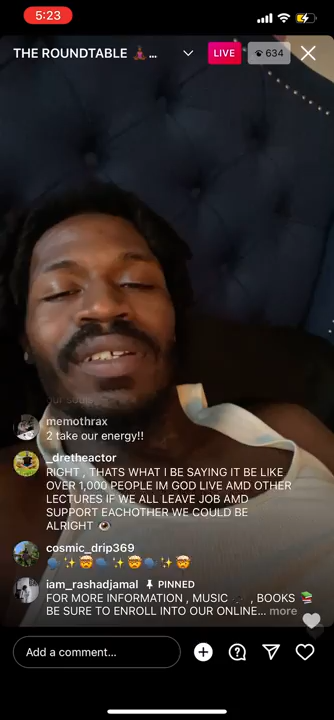 5:23
THE ROUNDTABLE 🧘🏾‍♂️...
LIVE
634
our
memothrax
2 take our energy!!
_dretheactor
RIGHT , THATS WHAT I BE SAYING IT BE LIKE
OVER 1,000 PEOPLE IM GOD LIVE AMD OTHER
LECTURES IF WE ALL LEAVE JOB AMD
SUPPORT EACHOTHER WE COULD BE
ALRIGHT 👁
cosmic_drip369
🗣✨🤯🗣✨🤯🗣✨🤯
iam_rashadjamal PINNED
FOR MORE INFORMATION , MUSIC 🎶 , BOOKS 📚
BE SURE TO ENROLL INTO OUR ONLINE... more
Add a comment...